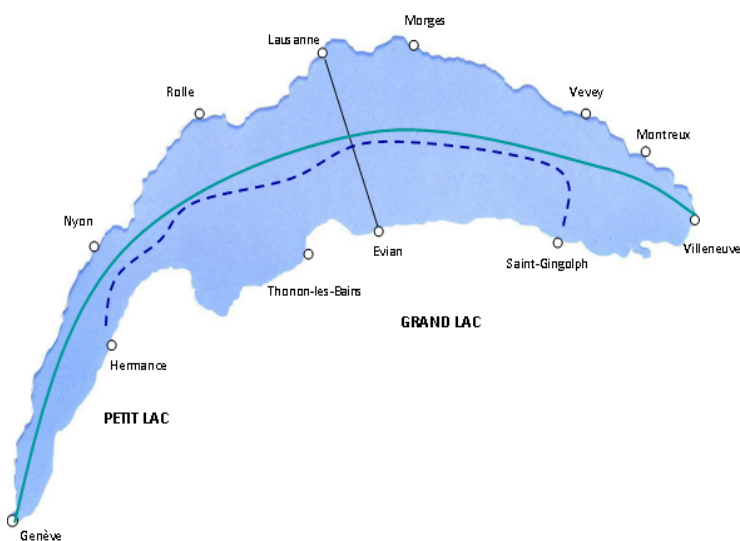 Morges
Lausanne
Rolle
Vevey
Montreux
Nyon
Evian
Villeneuve
Saint-Gingolph
Thonon-les-Bains
GRAND LAC
Hermance
PETIT LAC
Genève